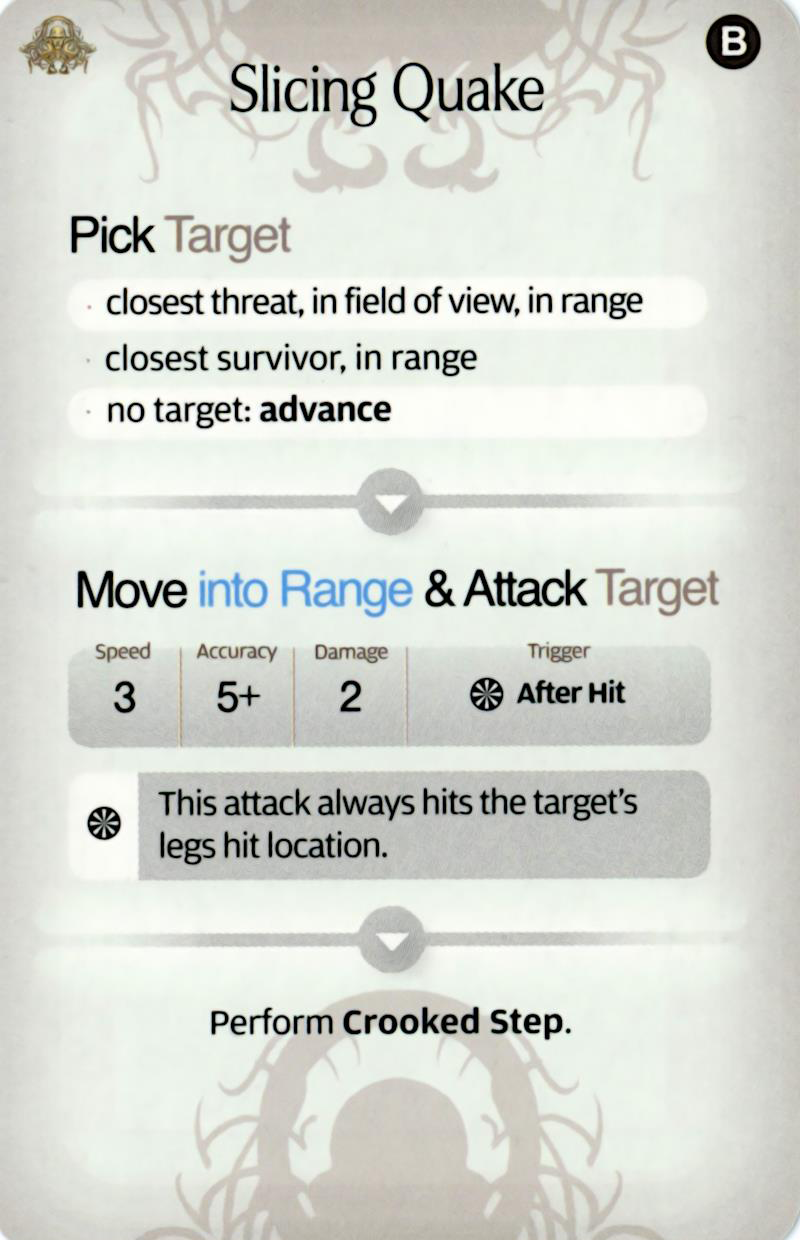 B
Slicing Quake
Pick Target
· closest threat, in field of view, in range
· closest survivor, in range
· no target: advance
Move into Range & Attack Target
Speed Accuracy Damage Trigger
3 5+ 2 After Hit
This attack always hits the target’s
legs hit location.
Perform Crooked Step.